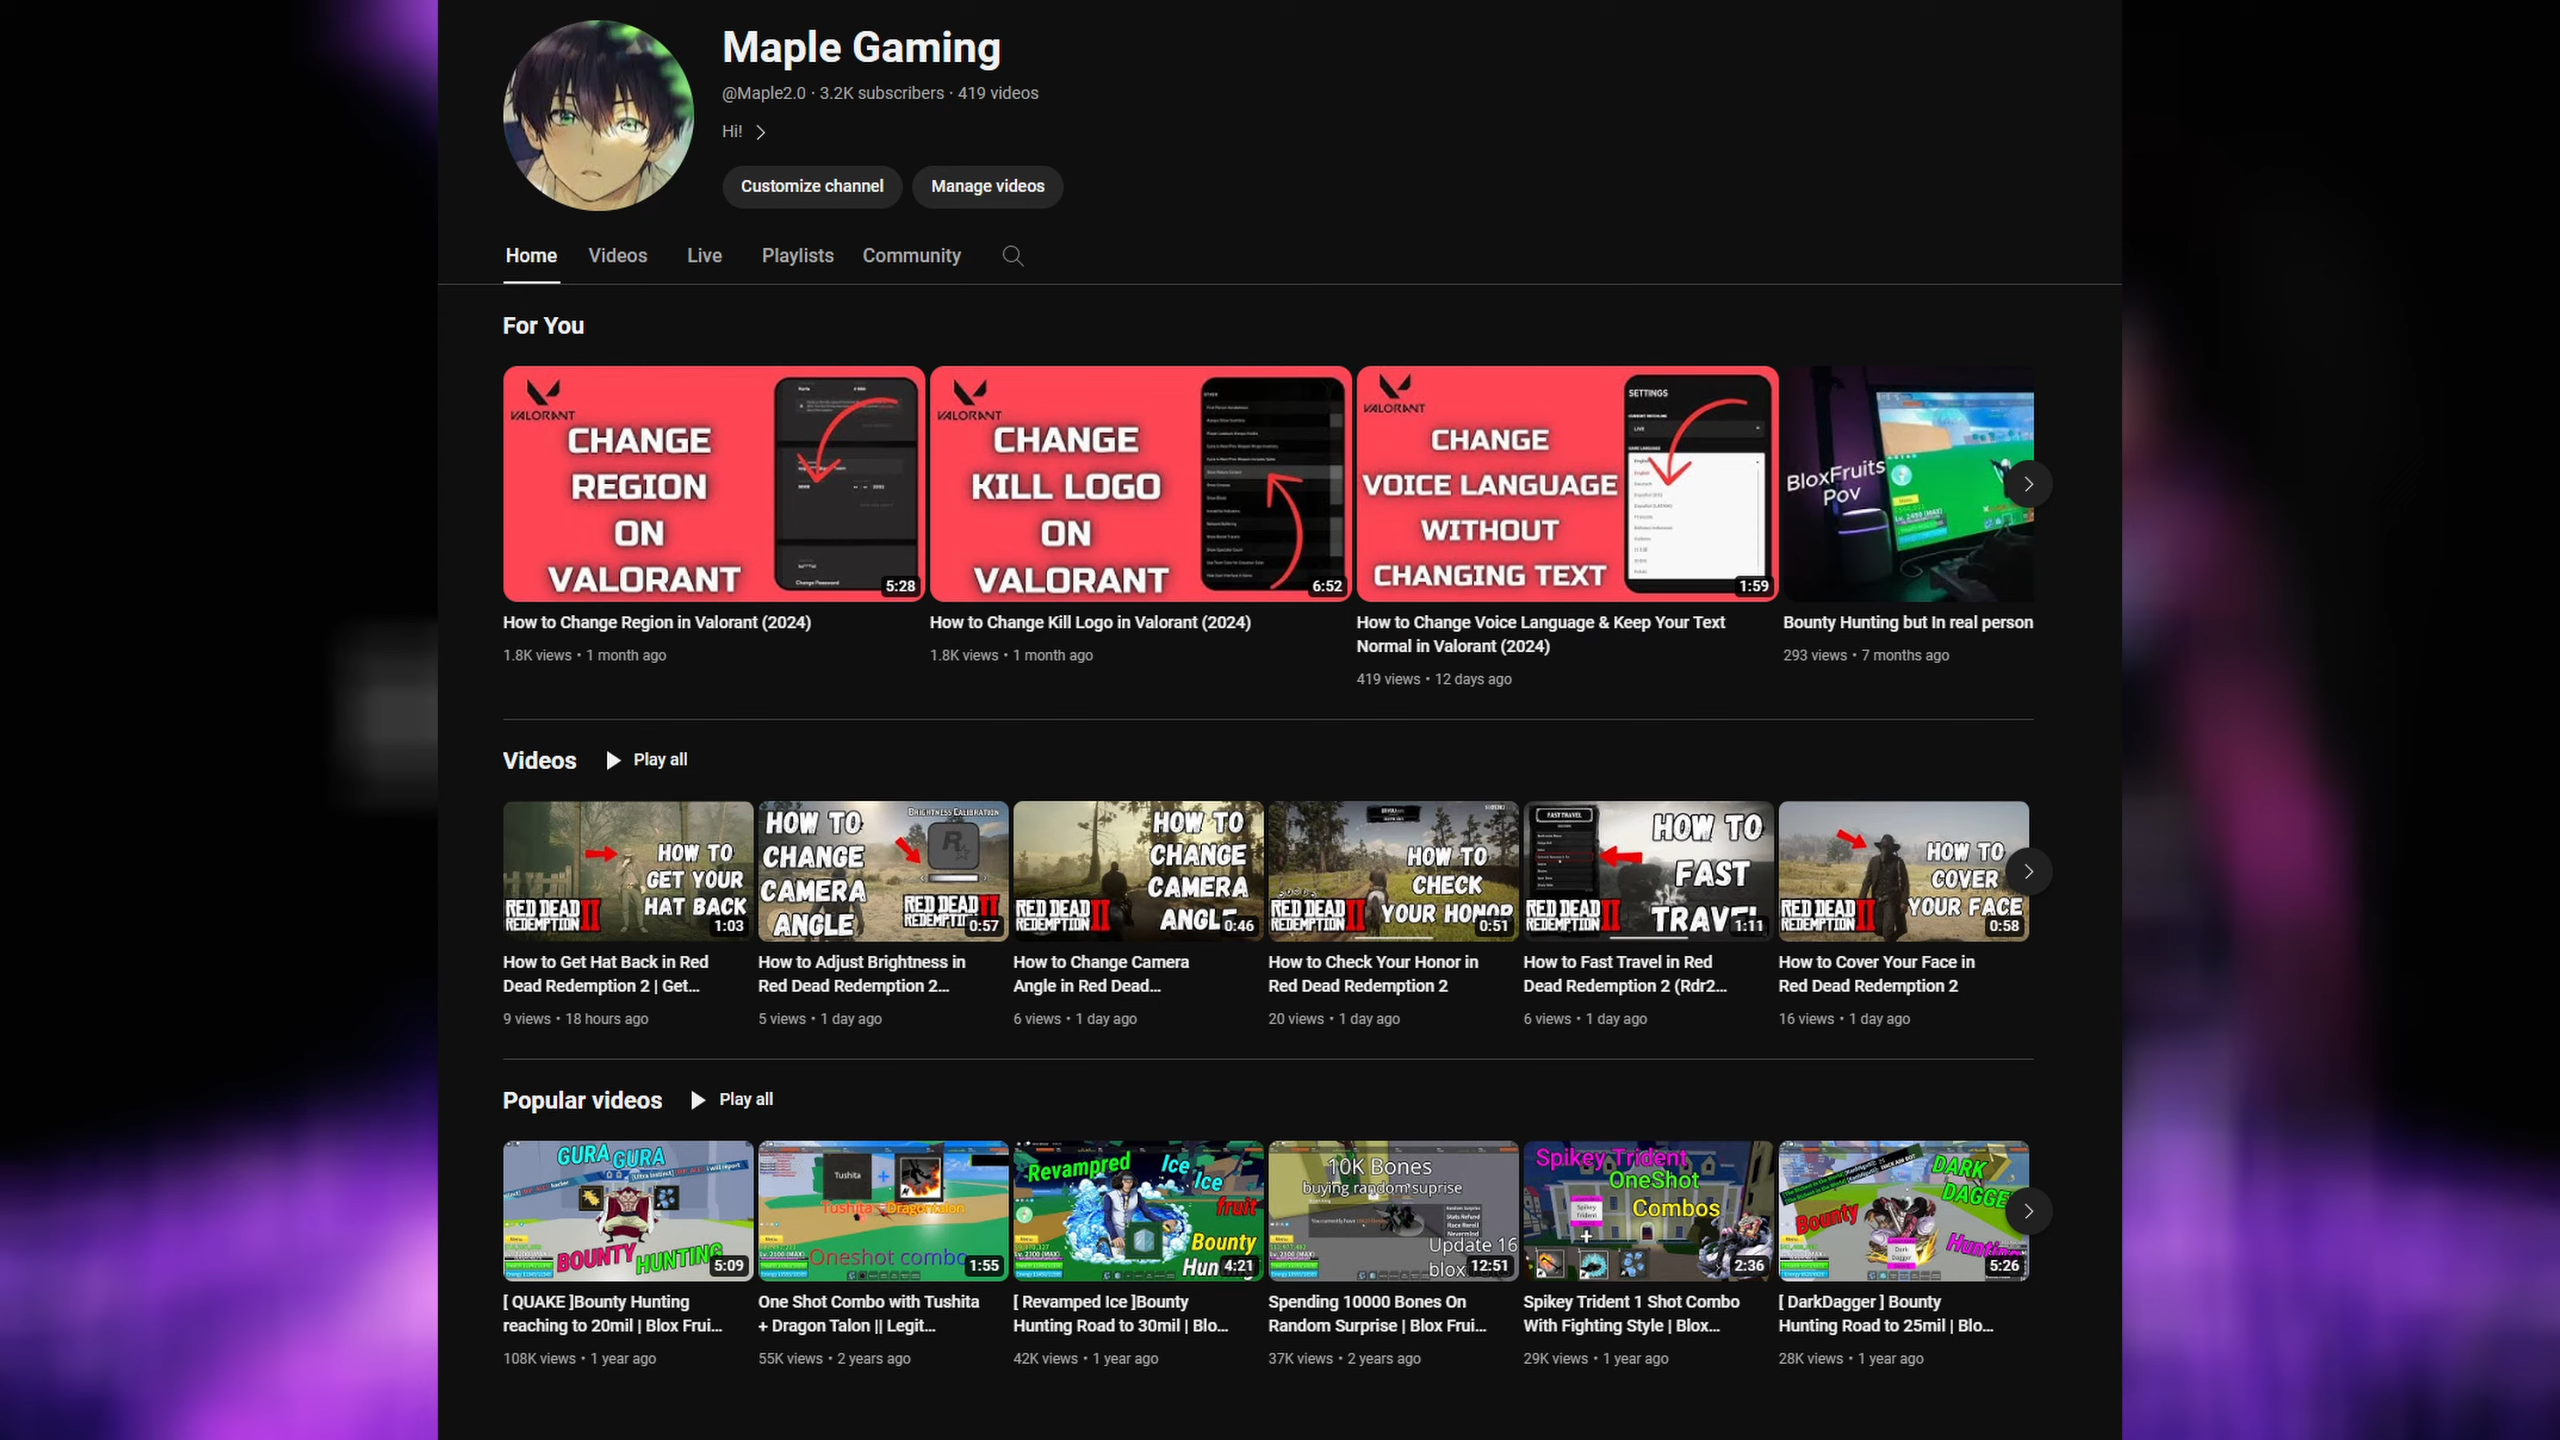 Maple Gaming
@Maple2.0 · 3.2K subscribers · 419 videos
Hi!
Customize channel
Manage videos
Home
Videos
Live
Playlists
Community
For You
VALORANT
CHANGE
REGION
ON
VALORANT
Change Password
5:28
VALORANT
CHANGE
KILL LOGO
ON
VALORANT
6:52
VALORANT
CHANGE
VOICE LANGUAGE
WITHOUT
CHANGING TEXT
SETTINGS
LIVE
1:59
BloxFruits
Pov
How to Change Region in Valorant (2024)
1.8K views • 1 month ago
How to Change Kill Logo in Valorant (2024)
1.8K views • 1 month ago
How to Change Voice Language & Keep Your Text
Normal in Valorant (2024)
419 views • 12 days ago
Bounty Hunting but In real person
293 views • 7 months ago
Videos
Play all
HOW TO
GET YOUR
HAT BACK
RED DEAD
REDEMPTION II
1:03
HOW TO
CHANGE
CAMERA
ANGLE
BRIGHTNESS CALIBRATION
RED DEAD
0:57
HOW TO
CHANGE
CAMERA
RED DEAD
REDEMPTION II
0:46
HOW TO
CHECK
YOUR HONOR
RED DEAD
REDEMPTION II
0:51
FAST TRAVEL
HOW TO
FAST
TRAVEL
RED DEAD
REDEMPTION II
1:11
HOW TO
COVER
YOUR FACE
RED DEAD
REDEMPTION II
0:58
How to Get Hat Back in Red
Dead Redemption 2 | Get...
9 views • 18 hours ago
How to Adjust Brightness in
Red Dead Redemption 2...
5 views • 1 day ago
How to Change Camera
Angle in Red Dead...
6 views • 1 day ago
How to Check Your Honor in
Red Dead Redemption 2
20 views • 1 day ago
How to Fast Travel in Red
Dead Redemption 2 (Rdr2...
6 views • 1 day ago
How to Cover Your Face in
Red Dead Redemption 2
16 views • 1 day ago
Popular videos
Play all
GURA GURA
BOUNTY HUNTING
5:09
Tushita
Tushita + Dragontalon
Oneshot combo
1:55
Revampred
Ice
Ice
fruit
Bounty
4:21
10K Bones
buying random suprise
Update 16
blox
12:51
Spikey Trident
OneShot
Combos
Spikey
Trident
2:36
DARK
DAGGE
Bounty
Dark
Dagger
5:26
[ QUAKE ]Bounty Hunting
reaching to 20mil | Blox Frui...
108K views • 1 year ago
One Shot Combo with Tushita
+ Dragon Talon || Legit...
55K views • 2 years ago
[ Revamped Ice ]Bounty
Hunting Road to 30mil | Blo...
42K views • 1 year ago
Spending 10000 Bones On
Random Surprise | Blox Frui...
37K views • 2 years ago
Spikey Trident 1 Shot Combo
With Fighting Style | Blox...
29K views • 1 year ago
[ DarkDagger ] Bounty
Hunting Road to 25mil | Blo...
28K views • 1 year ago